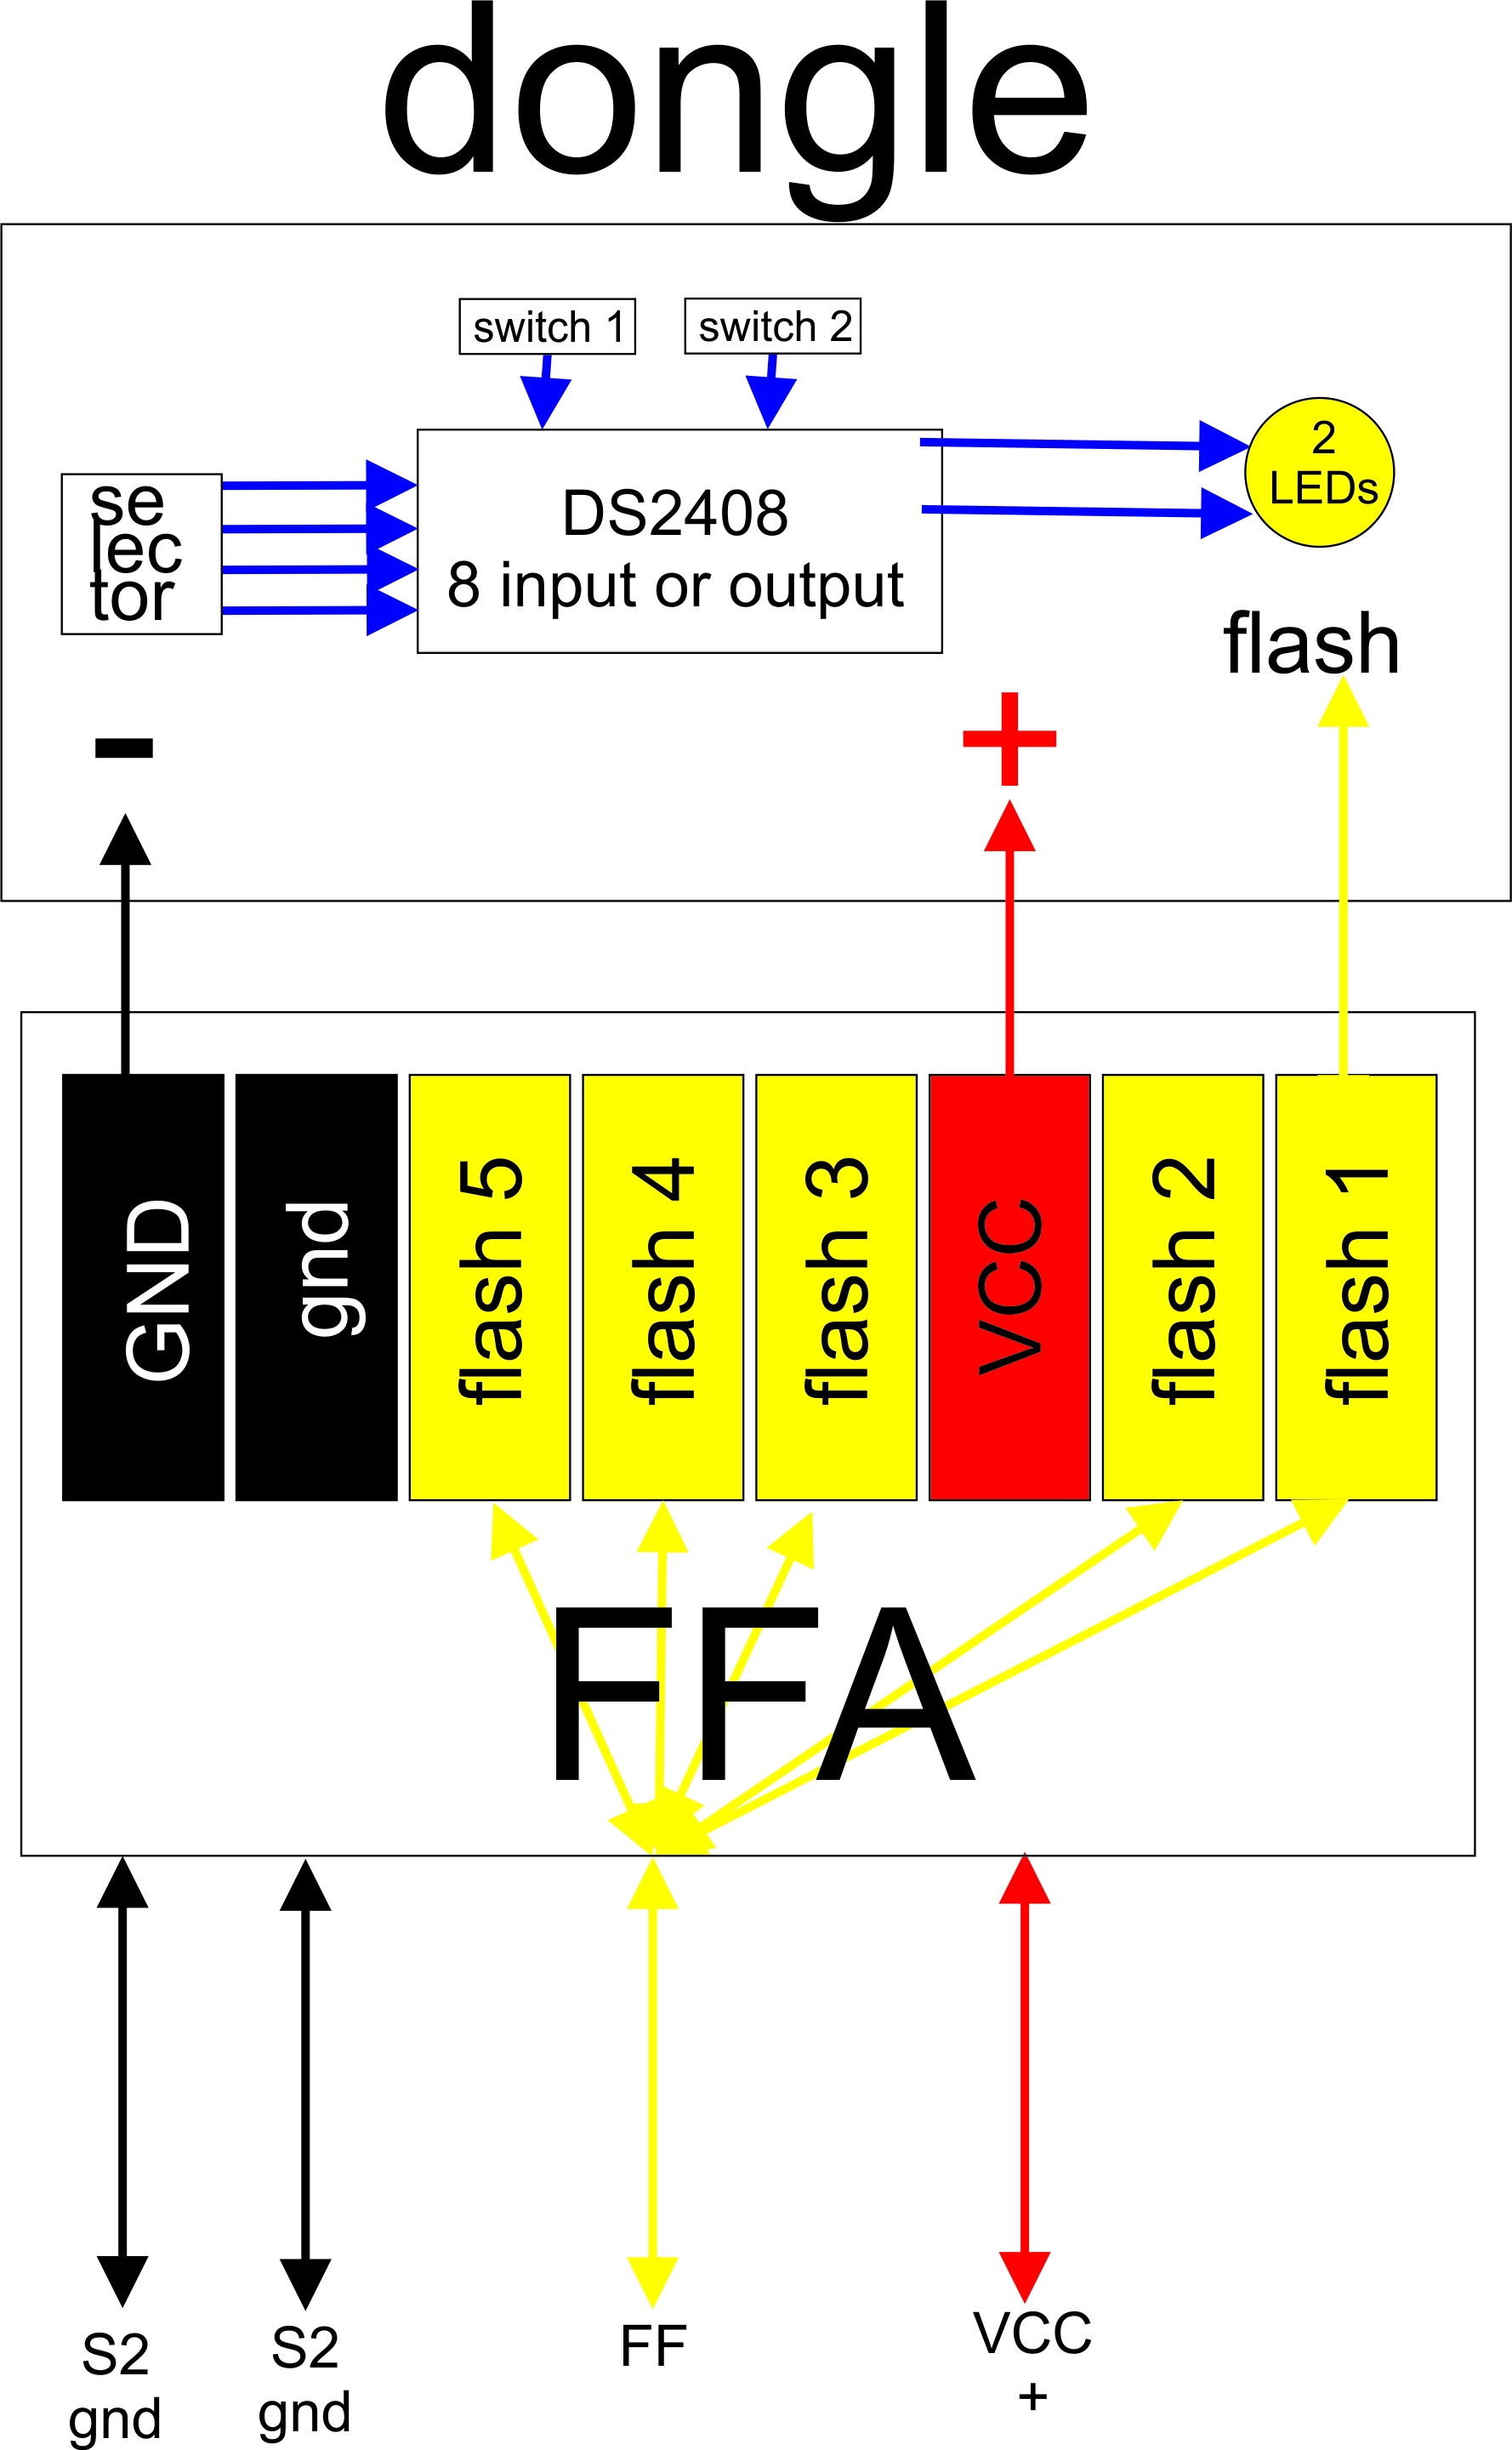 dongle
switch 1
switch 2
se
lec
tor
DS2408
8 input or output
2
LEDs
flash
-
+
GND
gnd
flash 5
flash 4
flash 3
VCC
flash 2
flash 1
FFA
S2
gnd
S2
gnd
FF
VCC
+